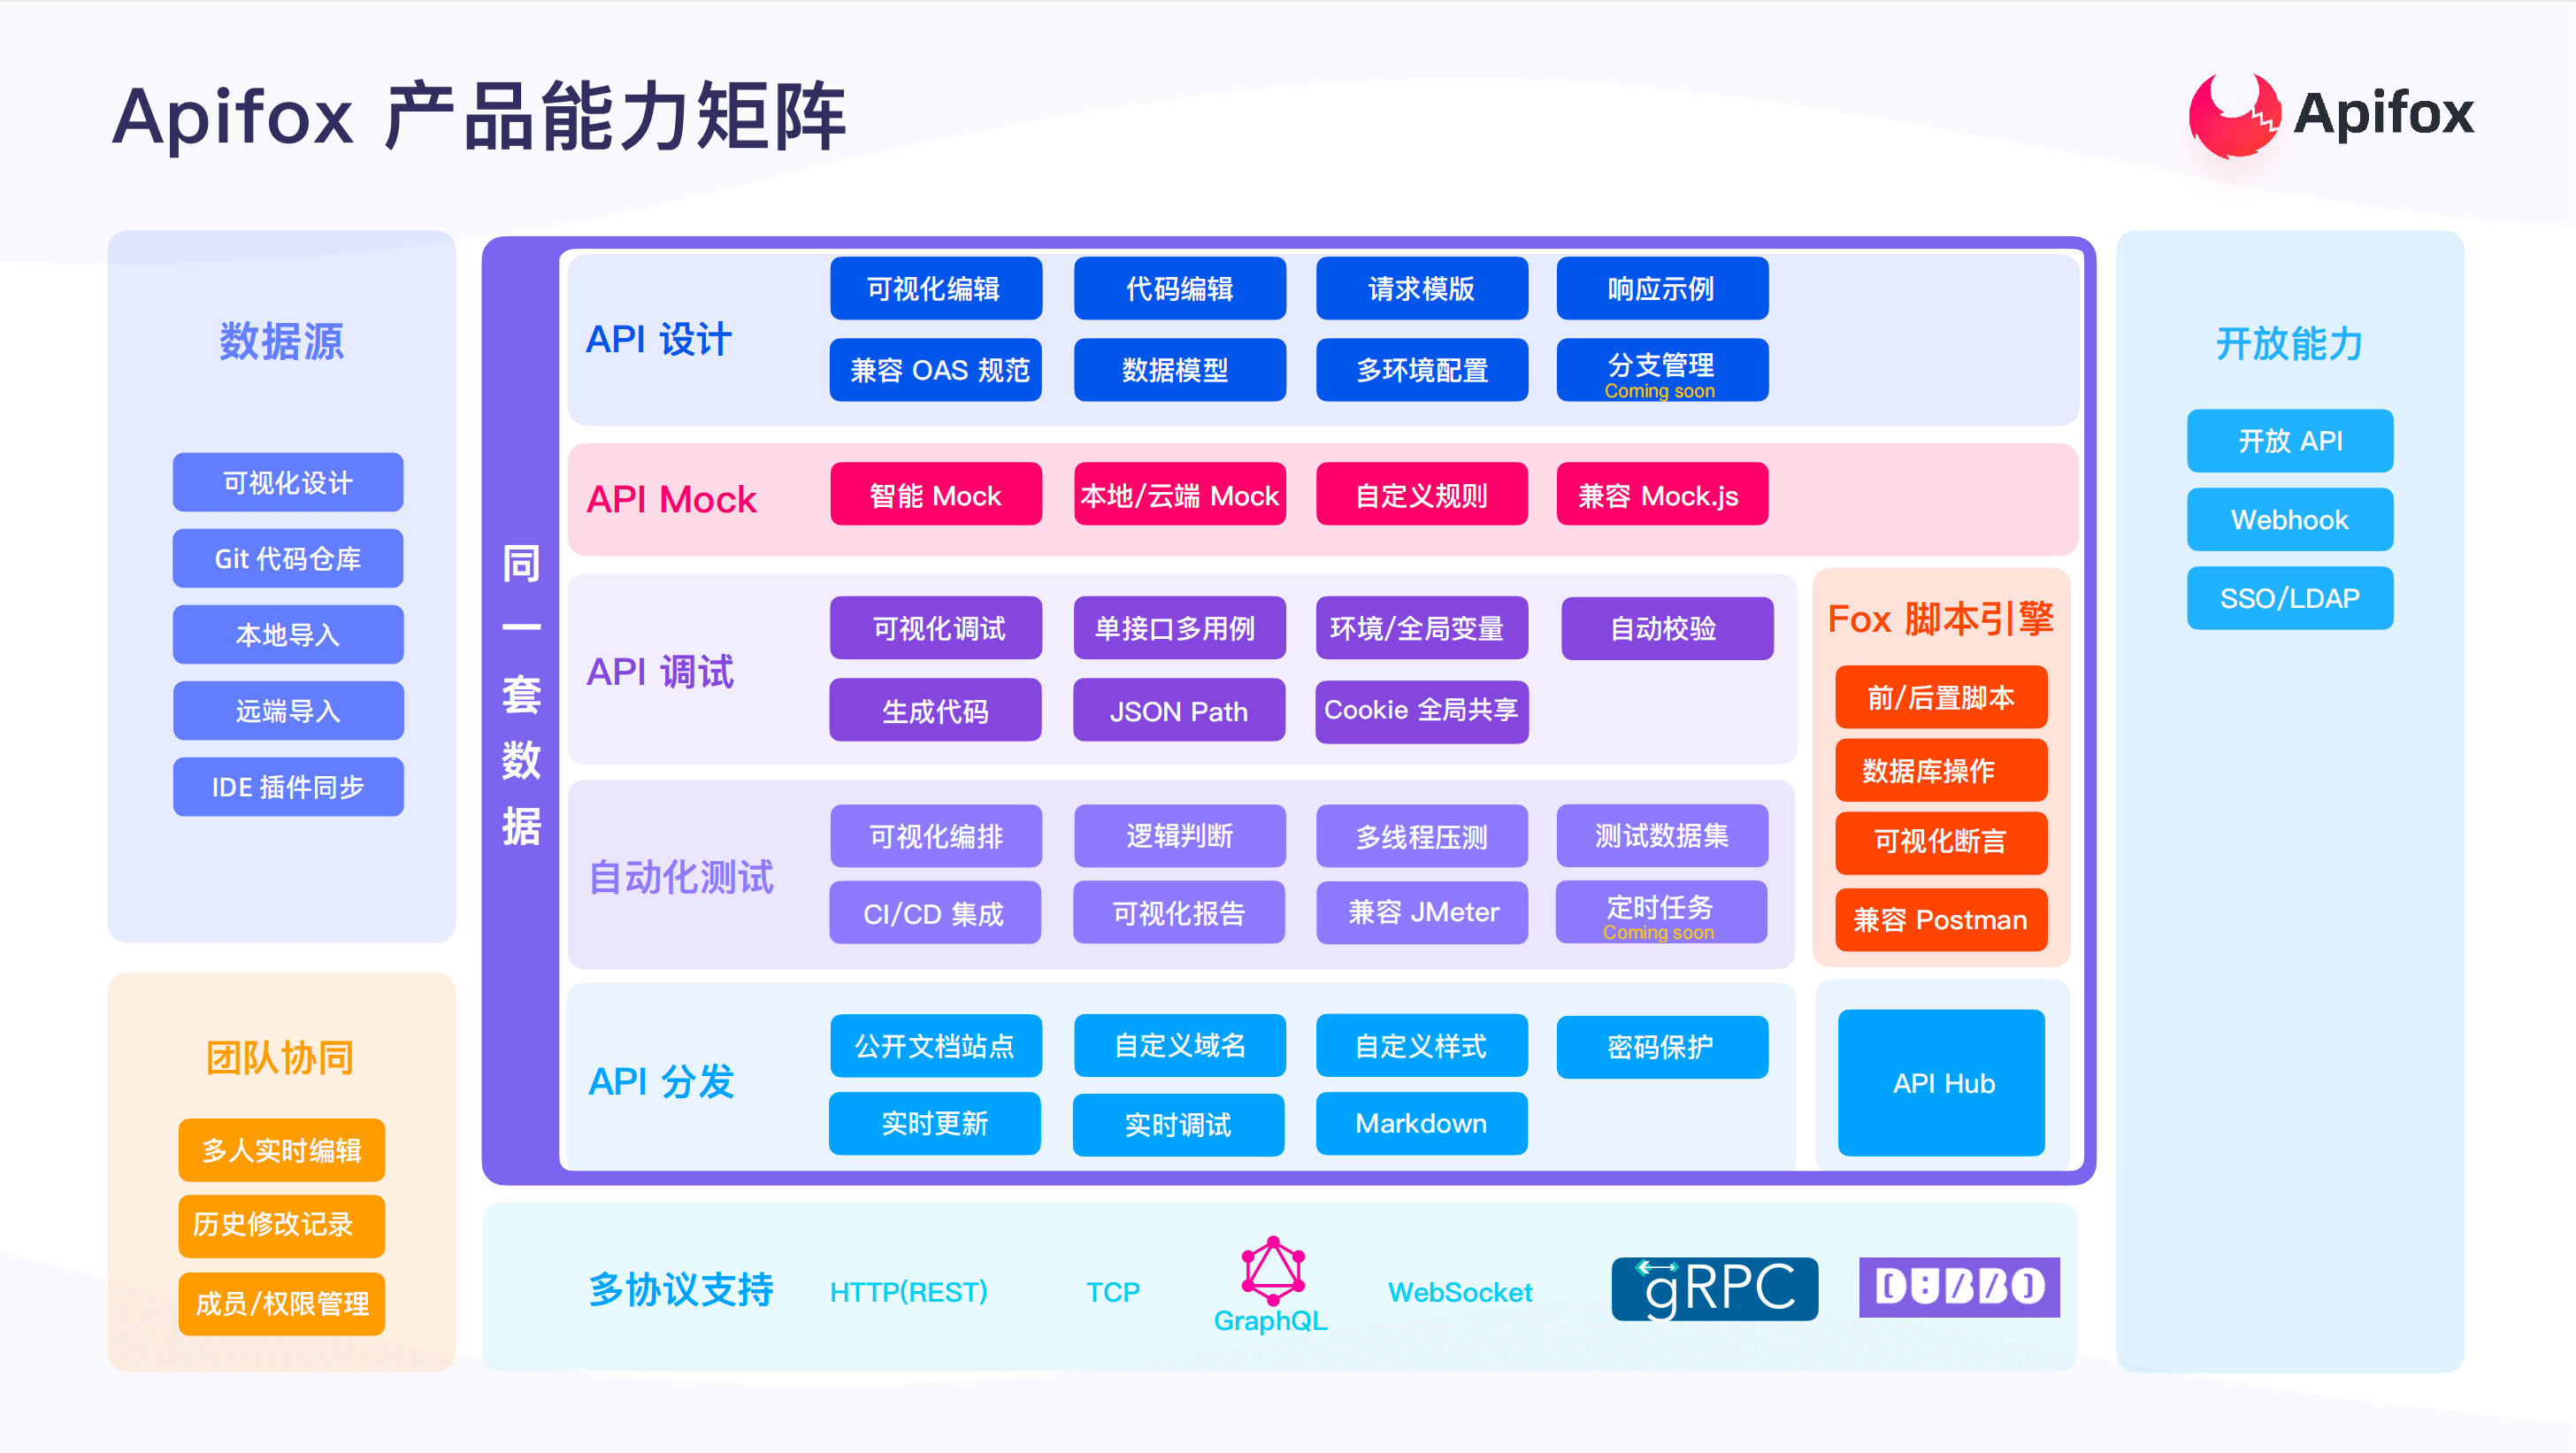 Apifox 产品能力矩阵
Apifox
数据源
可视化设计
Git 代码仓库
本地导入
远端导入
IDE 插件同步
团队协同
多人实时编辑
历史修改记录
成员/权限管理
同一套数据
API 设计
可视化编辑
代码编辑
请求模版
响应示例
兼容 OAS 规范
数据模型
多环境配置
分支管理
Coming soon
API Mock
智能 Mock
本地/云端 Mock
自定义规则
兼容 Mock.js
API 调试
可视化调试
单接口多用例
环境/全局变量
自动校验
生成代码
JSON Path
Cookie 全局共享
自动化测试
可视化编排
逻辑判断
多线程压测
测试数据集
CI/CD 集成
可视化报告
兼容 JMeter
定时任务
Coming soon
Fox 脚本引擎
前/后置脚本
数据库操作
可视化断言
兼容 Postman
API 分发
公开文档站点
自定义域名
自定义样式
密码保护
实时更新
实时调试
Markdown
API Hub
多协议支持
HTTP(REST)
TCP
GraphQL
WebSocket
gRPC
DUBBO
开放能力
开放 API
Webhook
SSO/LDAP